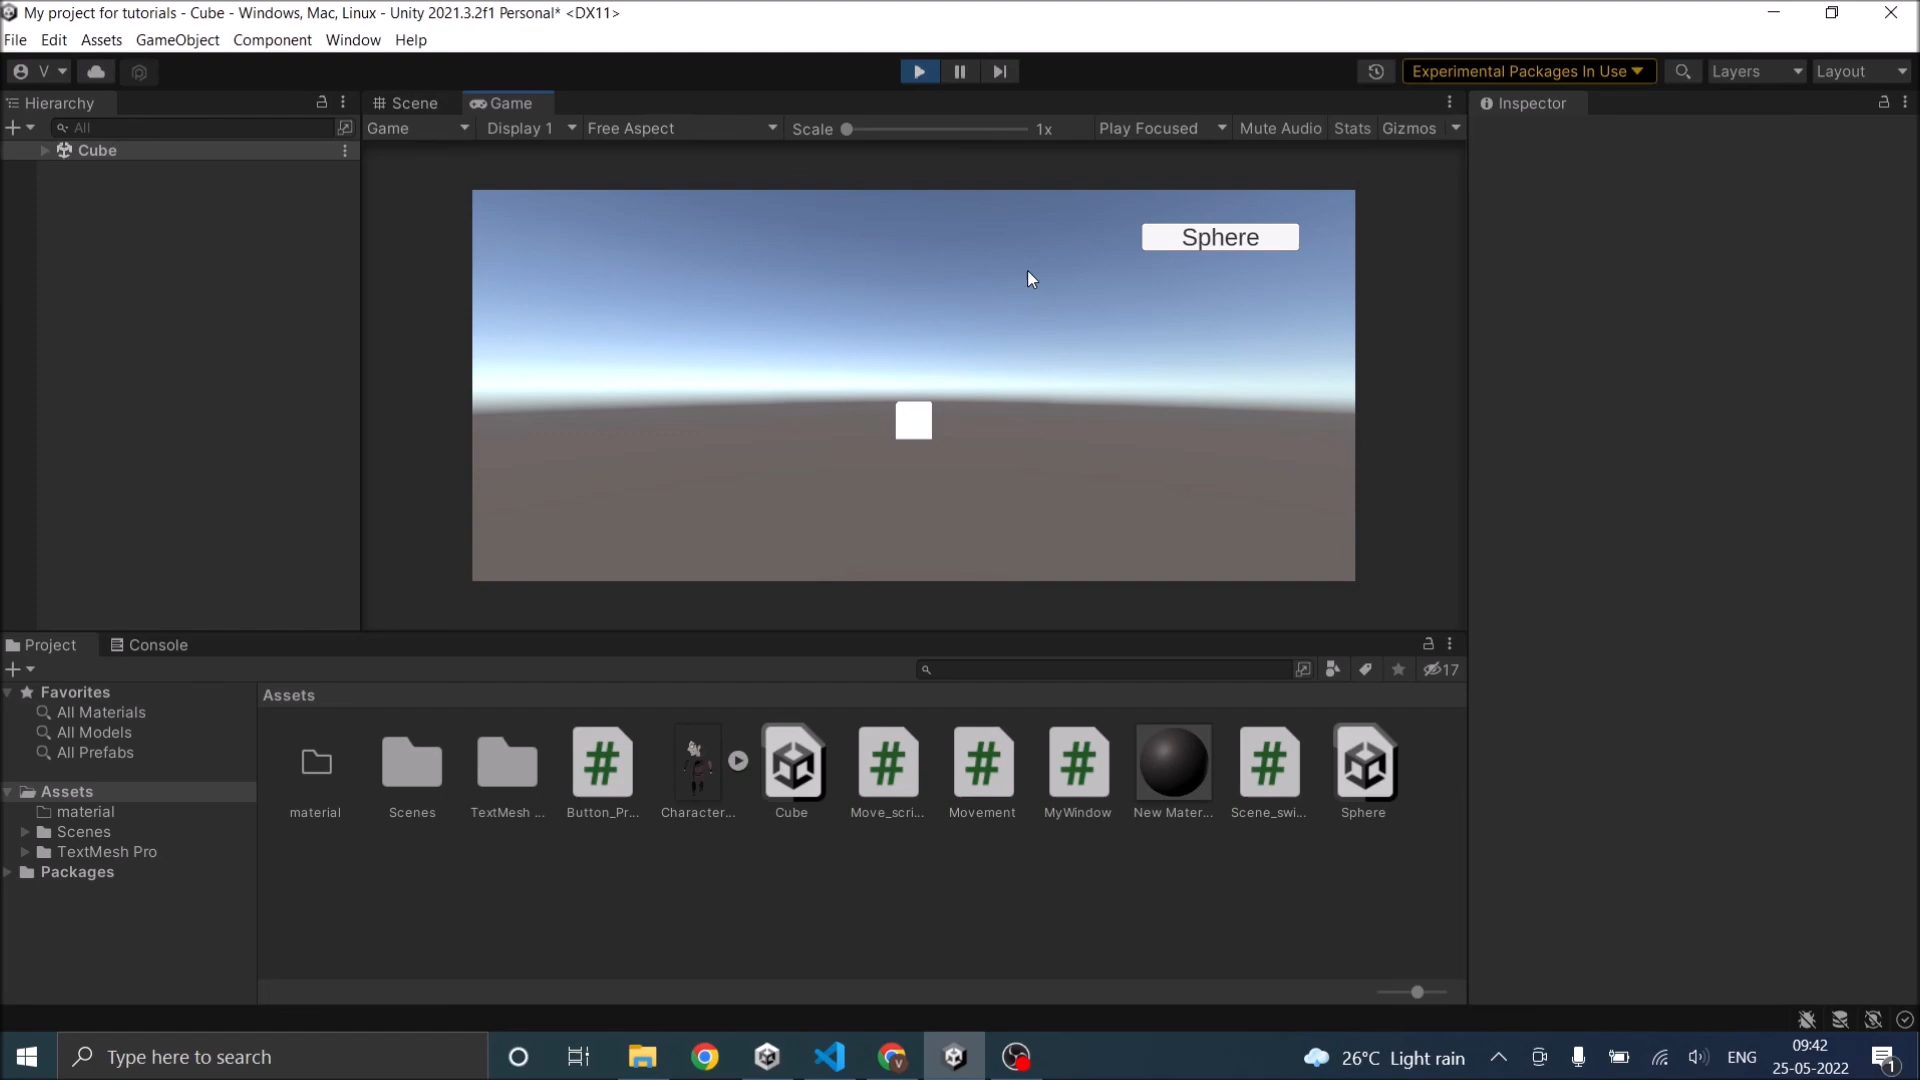 My project for tutorials - Cube - Windows, Mac, Linux - Unity 2021.3.2f1 Personal* <DX11>
File Edit Assets GameObject Component Window Help
V Experimental Packages In Use Layers Layout
Hierarchy Scene Game Inspector
All Game Display 1 Free Aspect Scale 1x Play Focused Mute Audio Stats Gizmos
Cube
Sphere
Project Console
17
Favorites
All Materials
All Models
All Prefabs
Assets
material
Scenes
TextMesh Pro
Packages
Assets
material Scenes TextMesh ... Button_Pr... Character... Cube Move_scri... Movement MyWindow New Mater... Scene_swi... Sphere
Type here to search
26°C Light rain ENG
09:42
25-05-2022
1